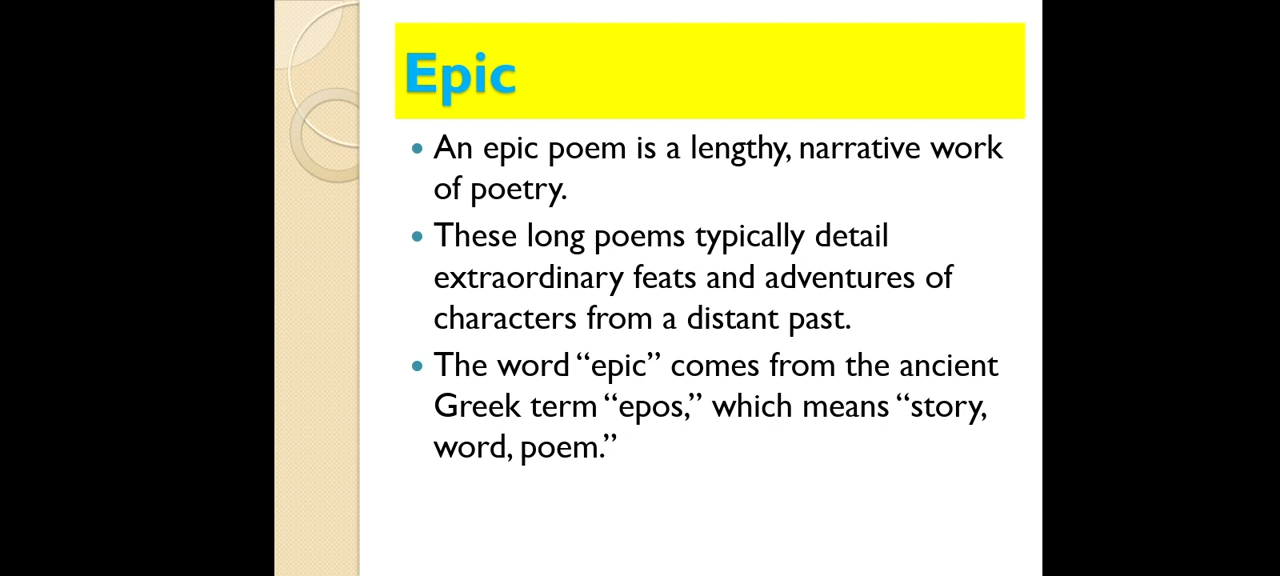 Epic
• An epic poem is a lengthy, narrative work
of poetry.
• These long poems typically detail
extraordinary feats and adventures of
characters from a distant past.
• The word “epic” comes from the ancient
Greek term “epos,” which means “story,
word, poem.”